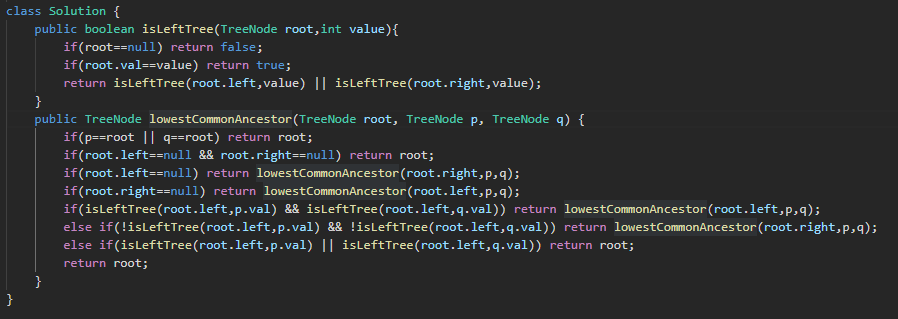 class Solution {
    public boolean isLeftTree(TreeNode root,int value){
        if(root==null) return false;
        if(root.val==value) return true;
        return isLeftTree(root.left,value) || isLeftTree(root.right,value);
    }
    public TreeNode lowestCommonAncestor(TreeNode root, TreeNode p, TreeNode q) {
        if(p==root || q==root) return root;
        if(root.left==null && root.right==null) return root;
        if(root.left==null) return lowestCommonAncestor(root.right,p,q);
        if(root.right==null) return lowestCommonAncestor(root.left,p,q);
        if(isLeftTree(root.left,p.val) && isLeftTree(root.left,q.val)) return lowestCommonAncestor(root.left,p,q);
        else if(!isLeftTree(root.left,p.val) && !isLeftTree(root.left,q.val)) return lowestCommonAncestor(root.right,p,q);
        else if(isLeftTree(root.left,p.val) || isLeftTree(root.left,q.val)) return root;
        return root;
    }
}